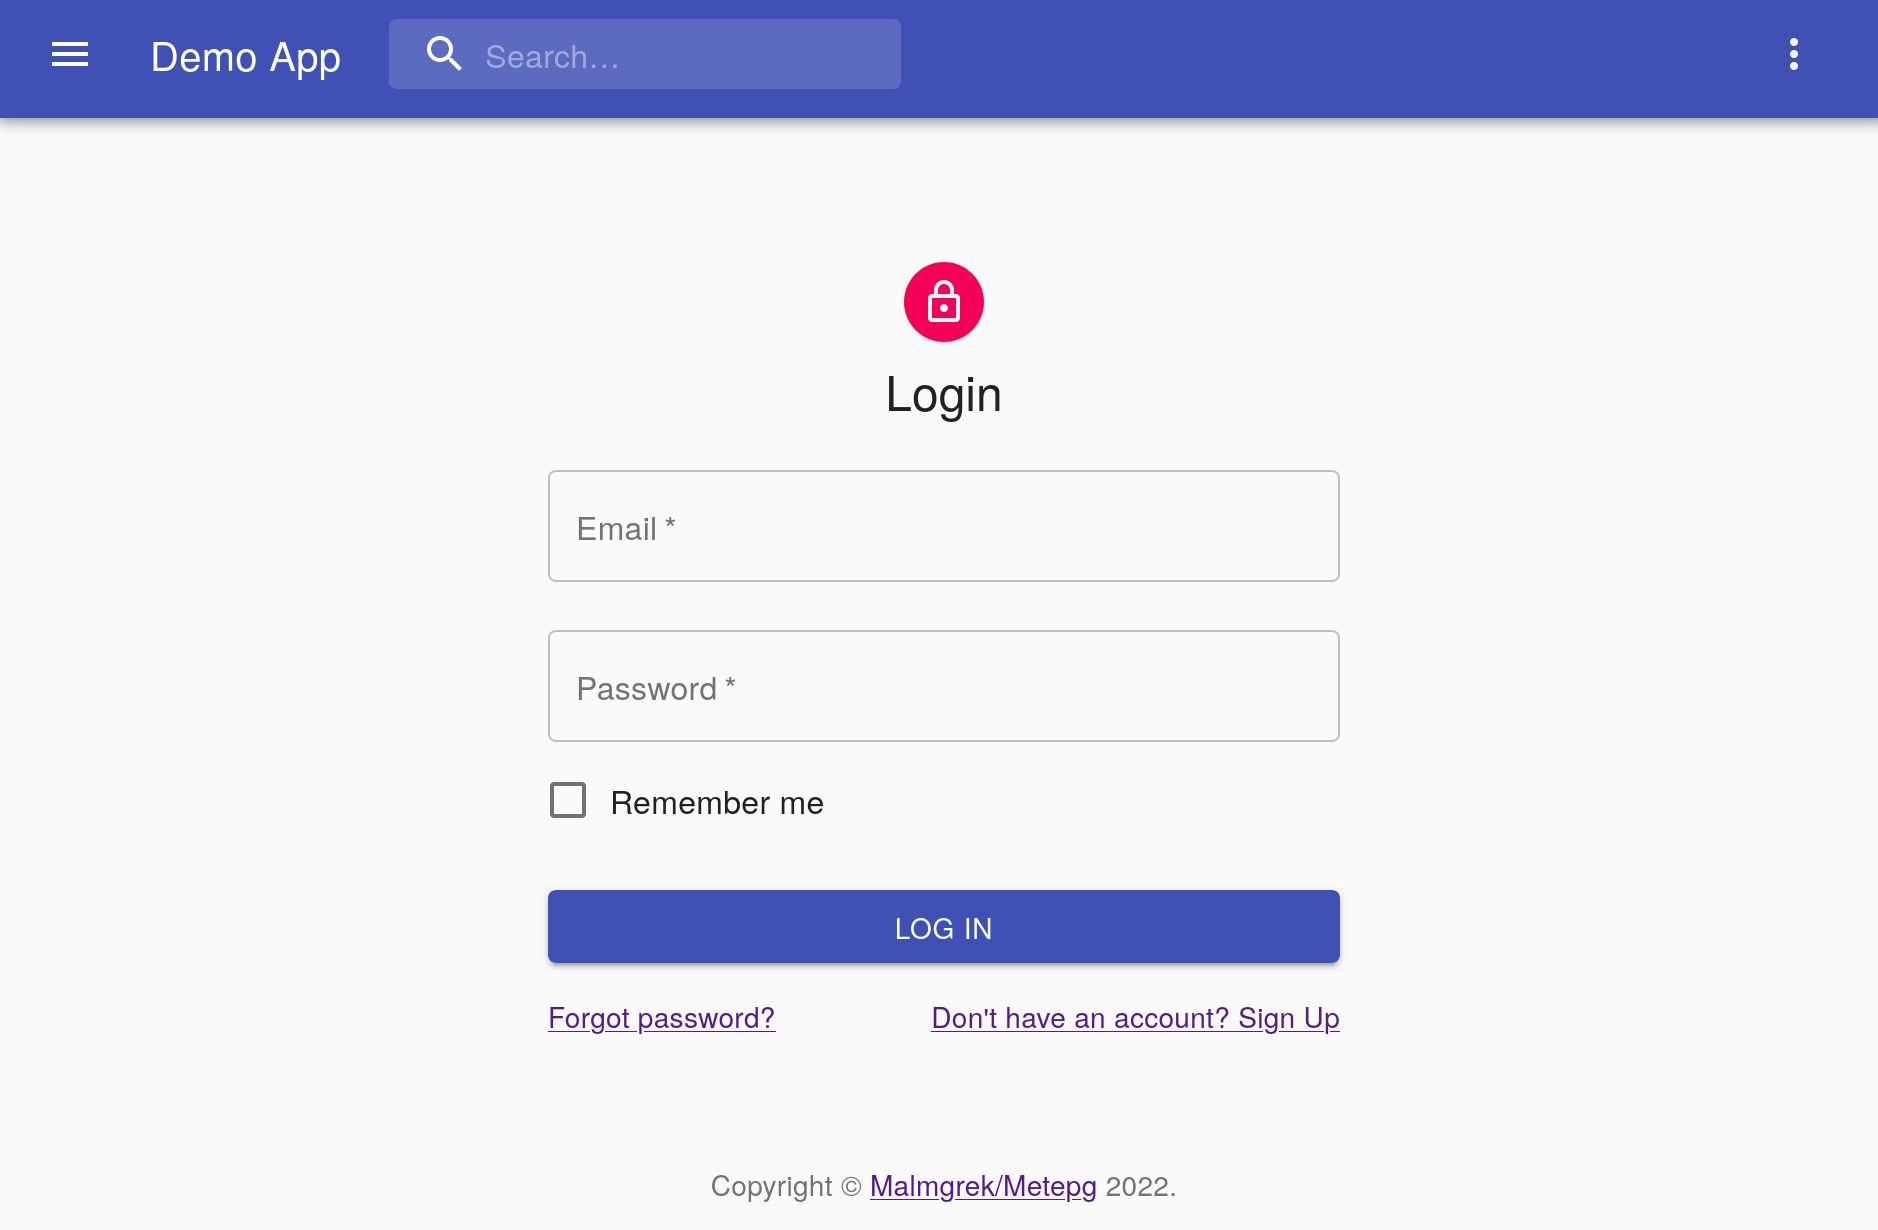 Demo App
Search...
Login
Email *
Password *
Remember me
LOG IN
Forgot password?
Don't have an account? Sign Up
Copyright © Malmgrek/Metepg 2022.